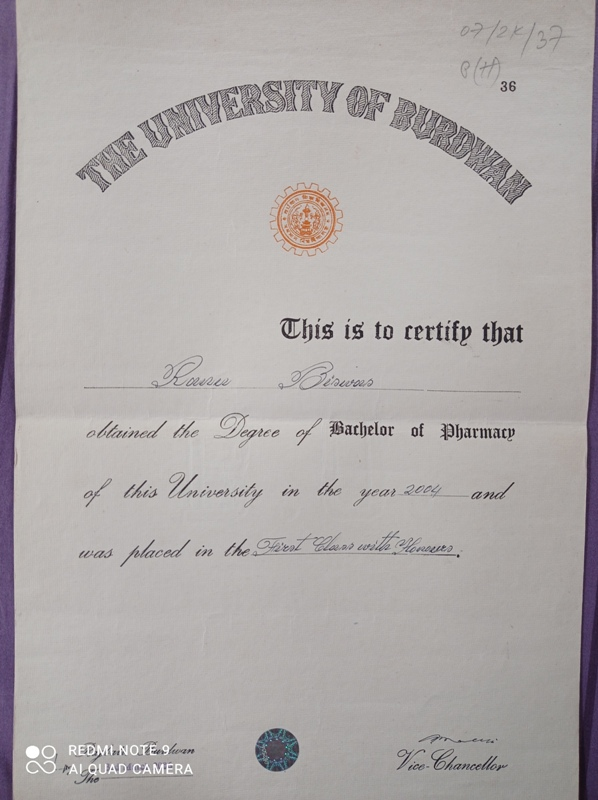 07/2K/37
B(H)
36
THE UNIVERSITY OF BURDWAN
This is to certify that
Biswas
obtained the Degree of Bachelor of Pharmacy
of this University in the year 2004 and
was placed in the First Class with Honours.
Burdwan
The
Vice-Chancellor
REDMI NOTE 9
AI QUAD CAMERA